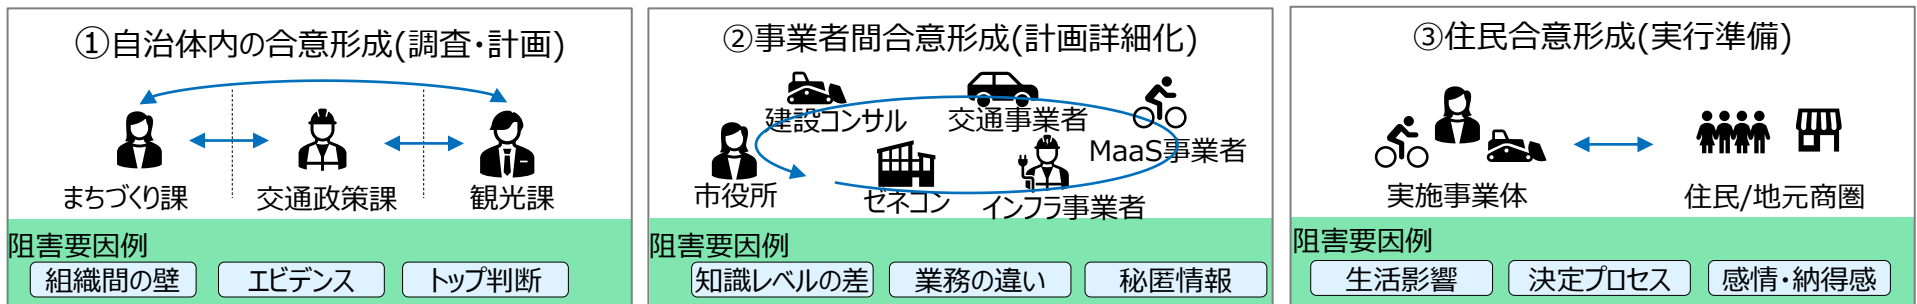 ①自治体内の合意形成(調査・計画)
まちづくり課
交通政策課
観光課
阻害要因例
組織間の壁
エビデンス
トップ判断
②事業者間合意形成(計画詳細化)
建設コンサル
交通事業者
MaaS事業者
市役所
ゼネコン
インフラ事業者
阻害要因例
知識レベルの差
業務の違い
秘匿情報
③住民合意形成(実行準備)
実施事業体
住民/地元商圏
阻害要因例
生活影響
決定プロセス
感情・納得感